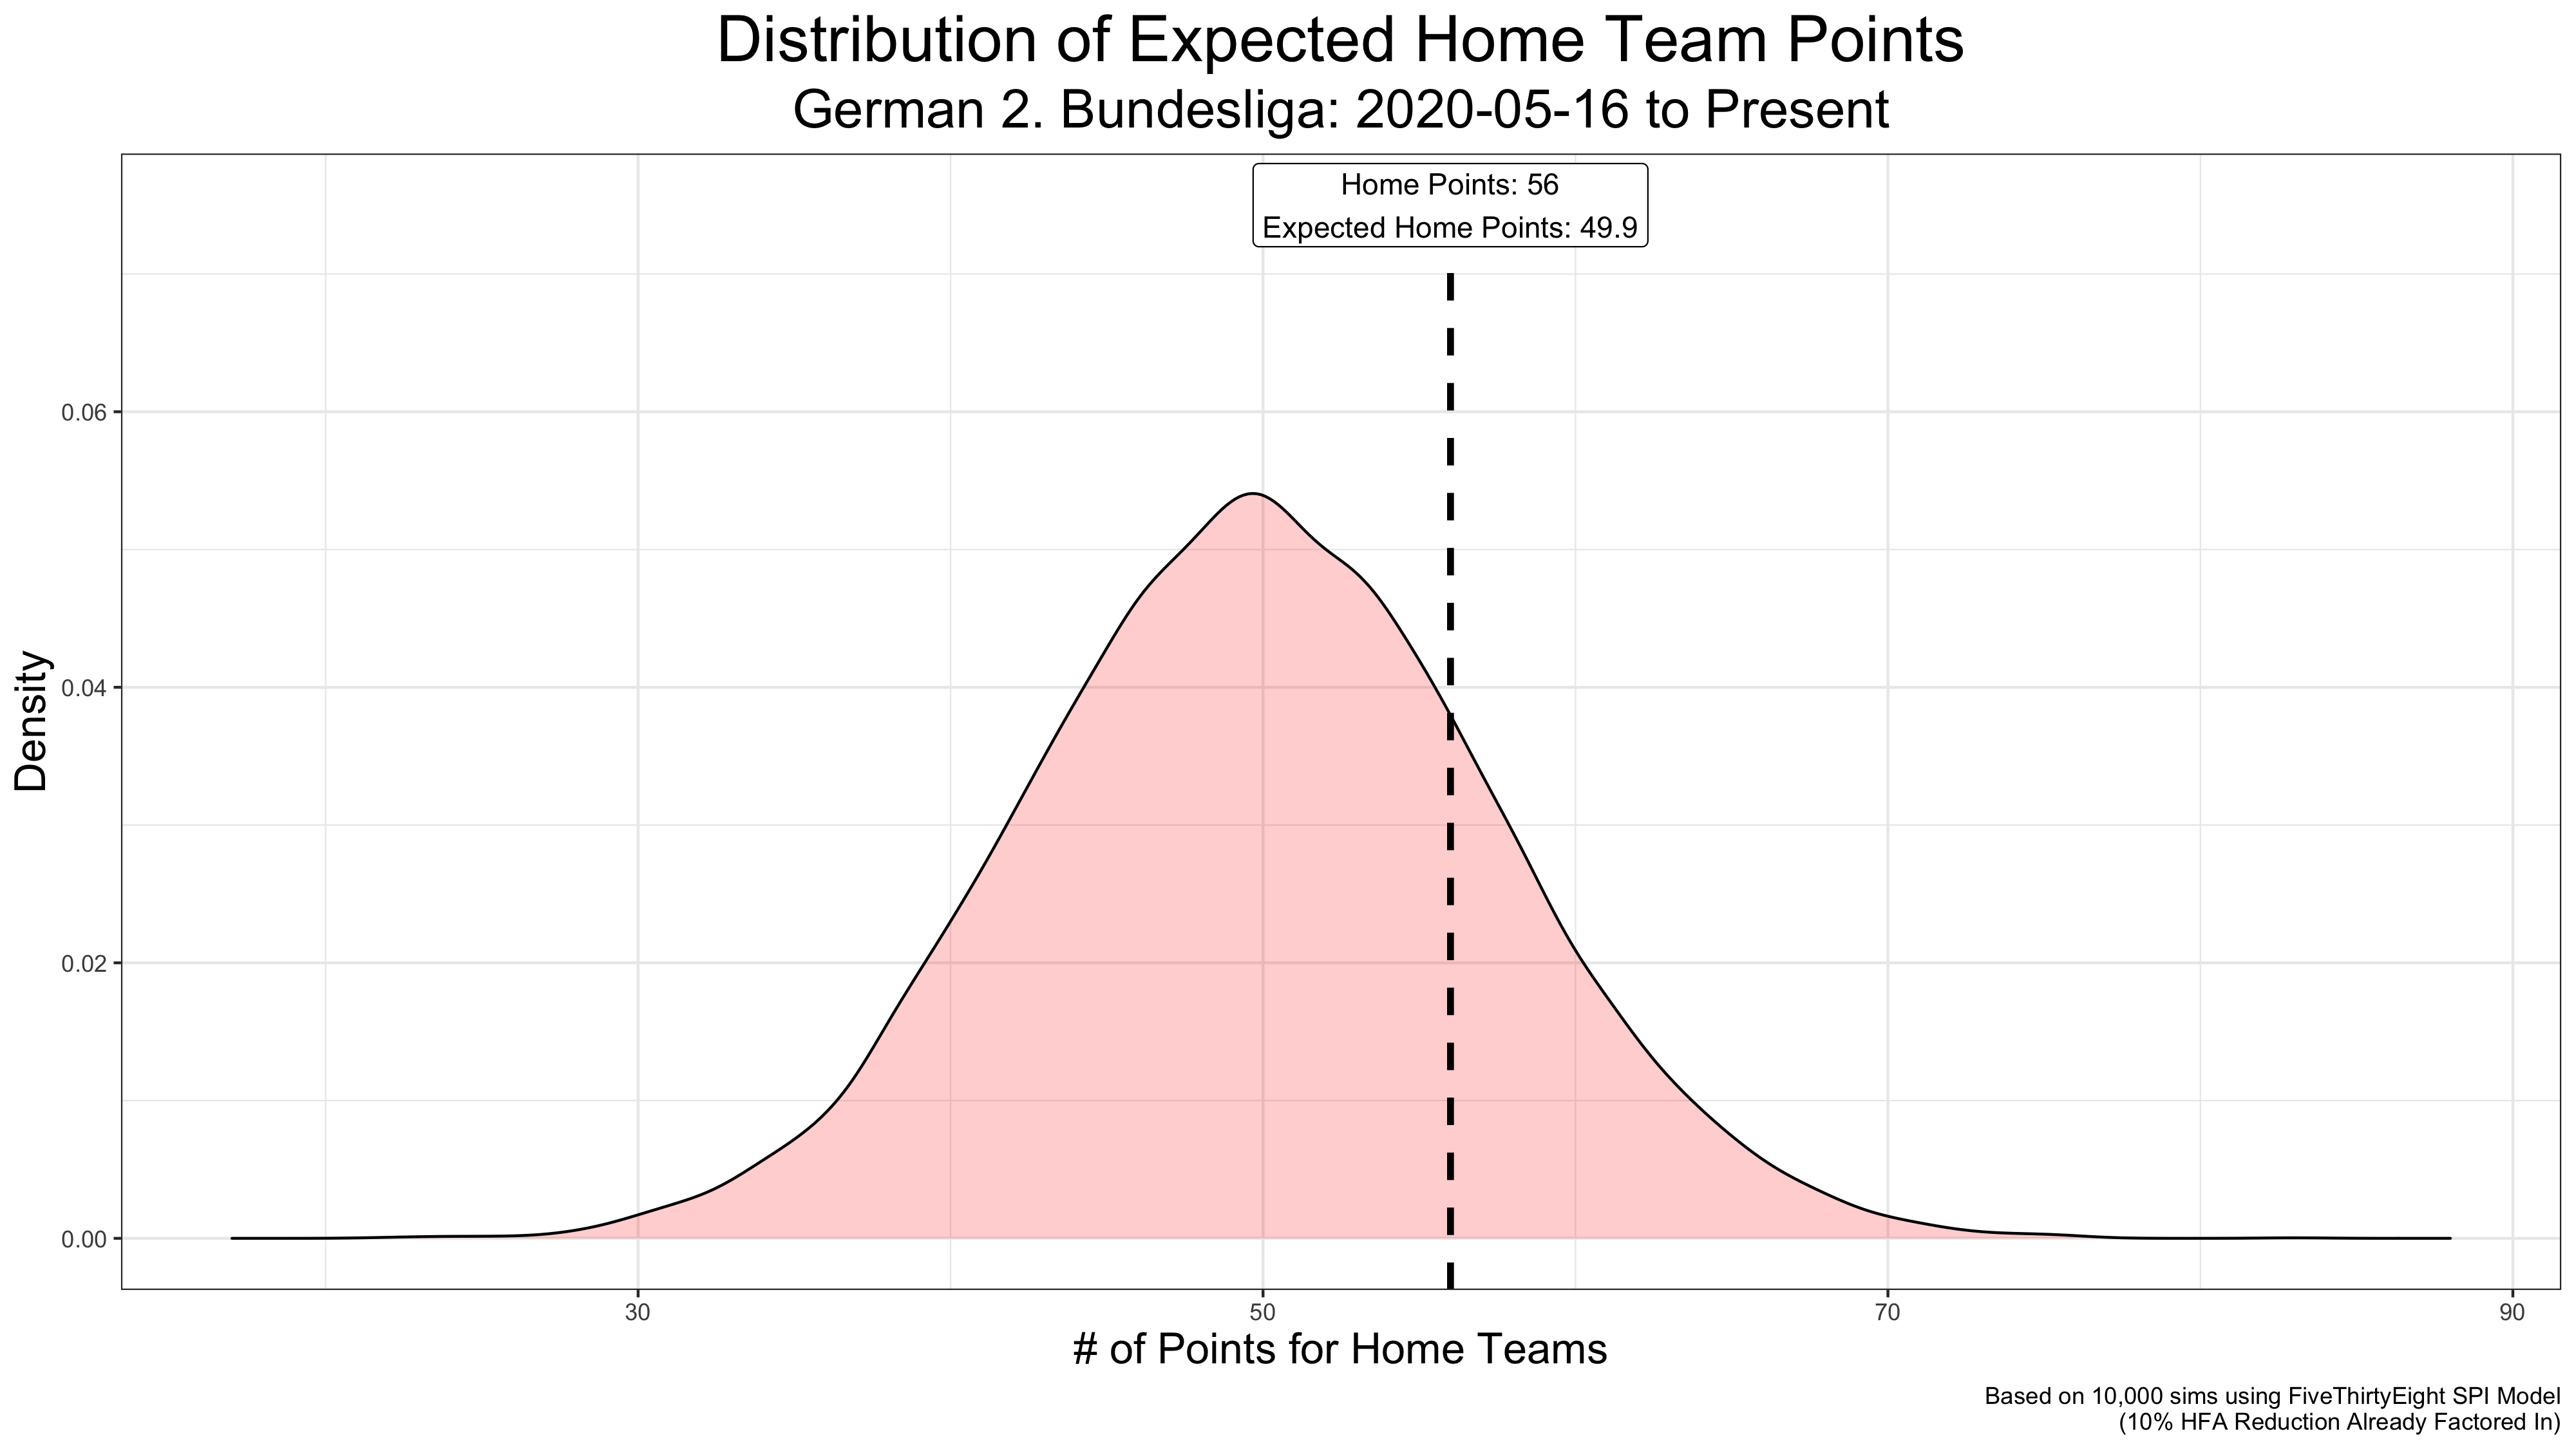 Distribution of Expected Home Team Points
German 2. Bundesliga: 2020-05-16 to Present
Home Points: 56
Expected Home Points: 49.9
0.06
0.04
0.02
0.00
Density
30
50
70
90
# of Points for Home Teams
Based on 10,000 sims using FiveThirtyEight SPI Model
(10% HFA Reduction Already Factored In)